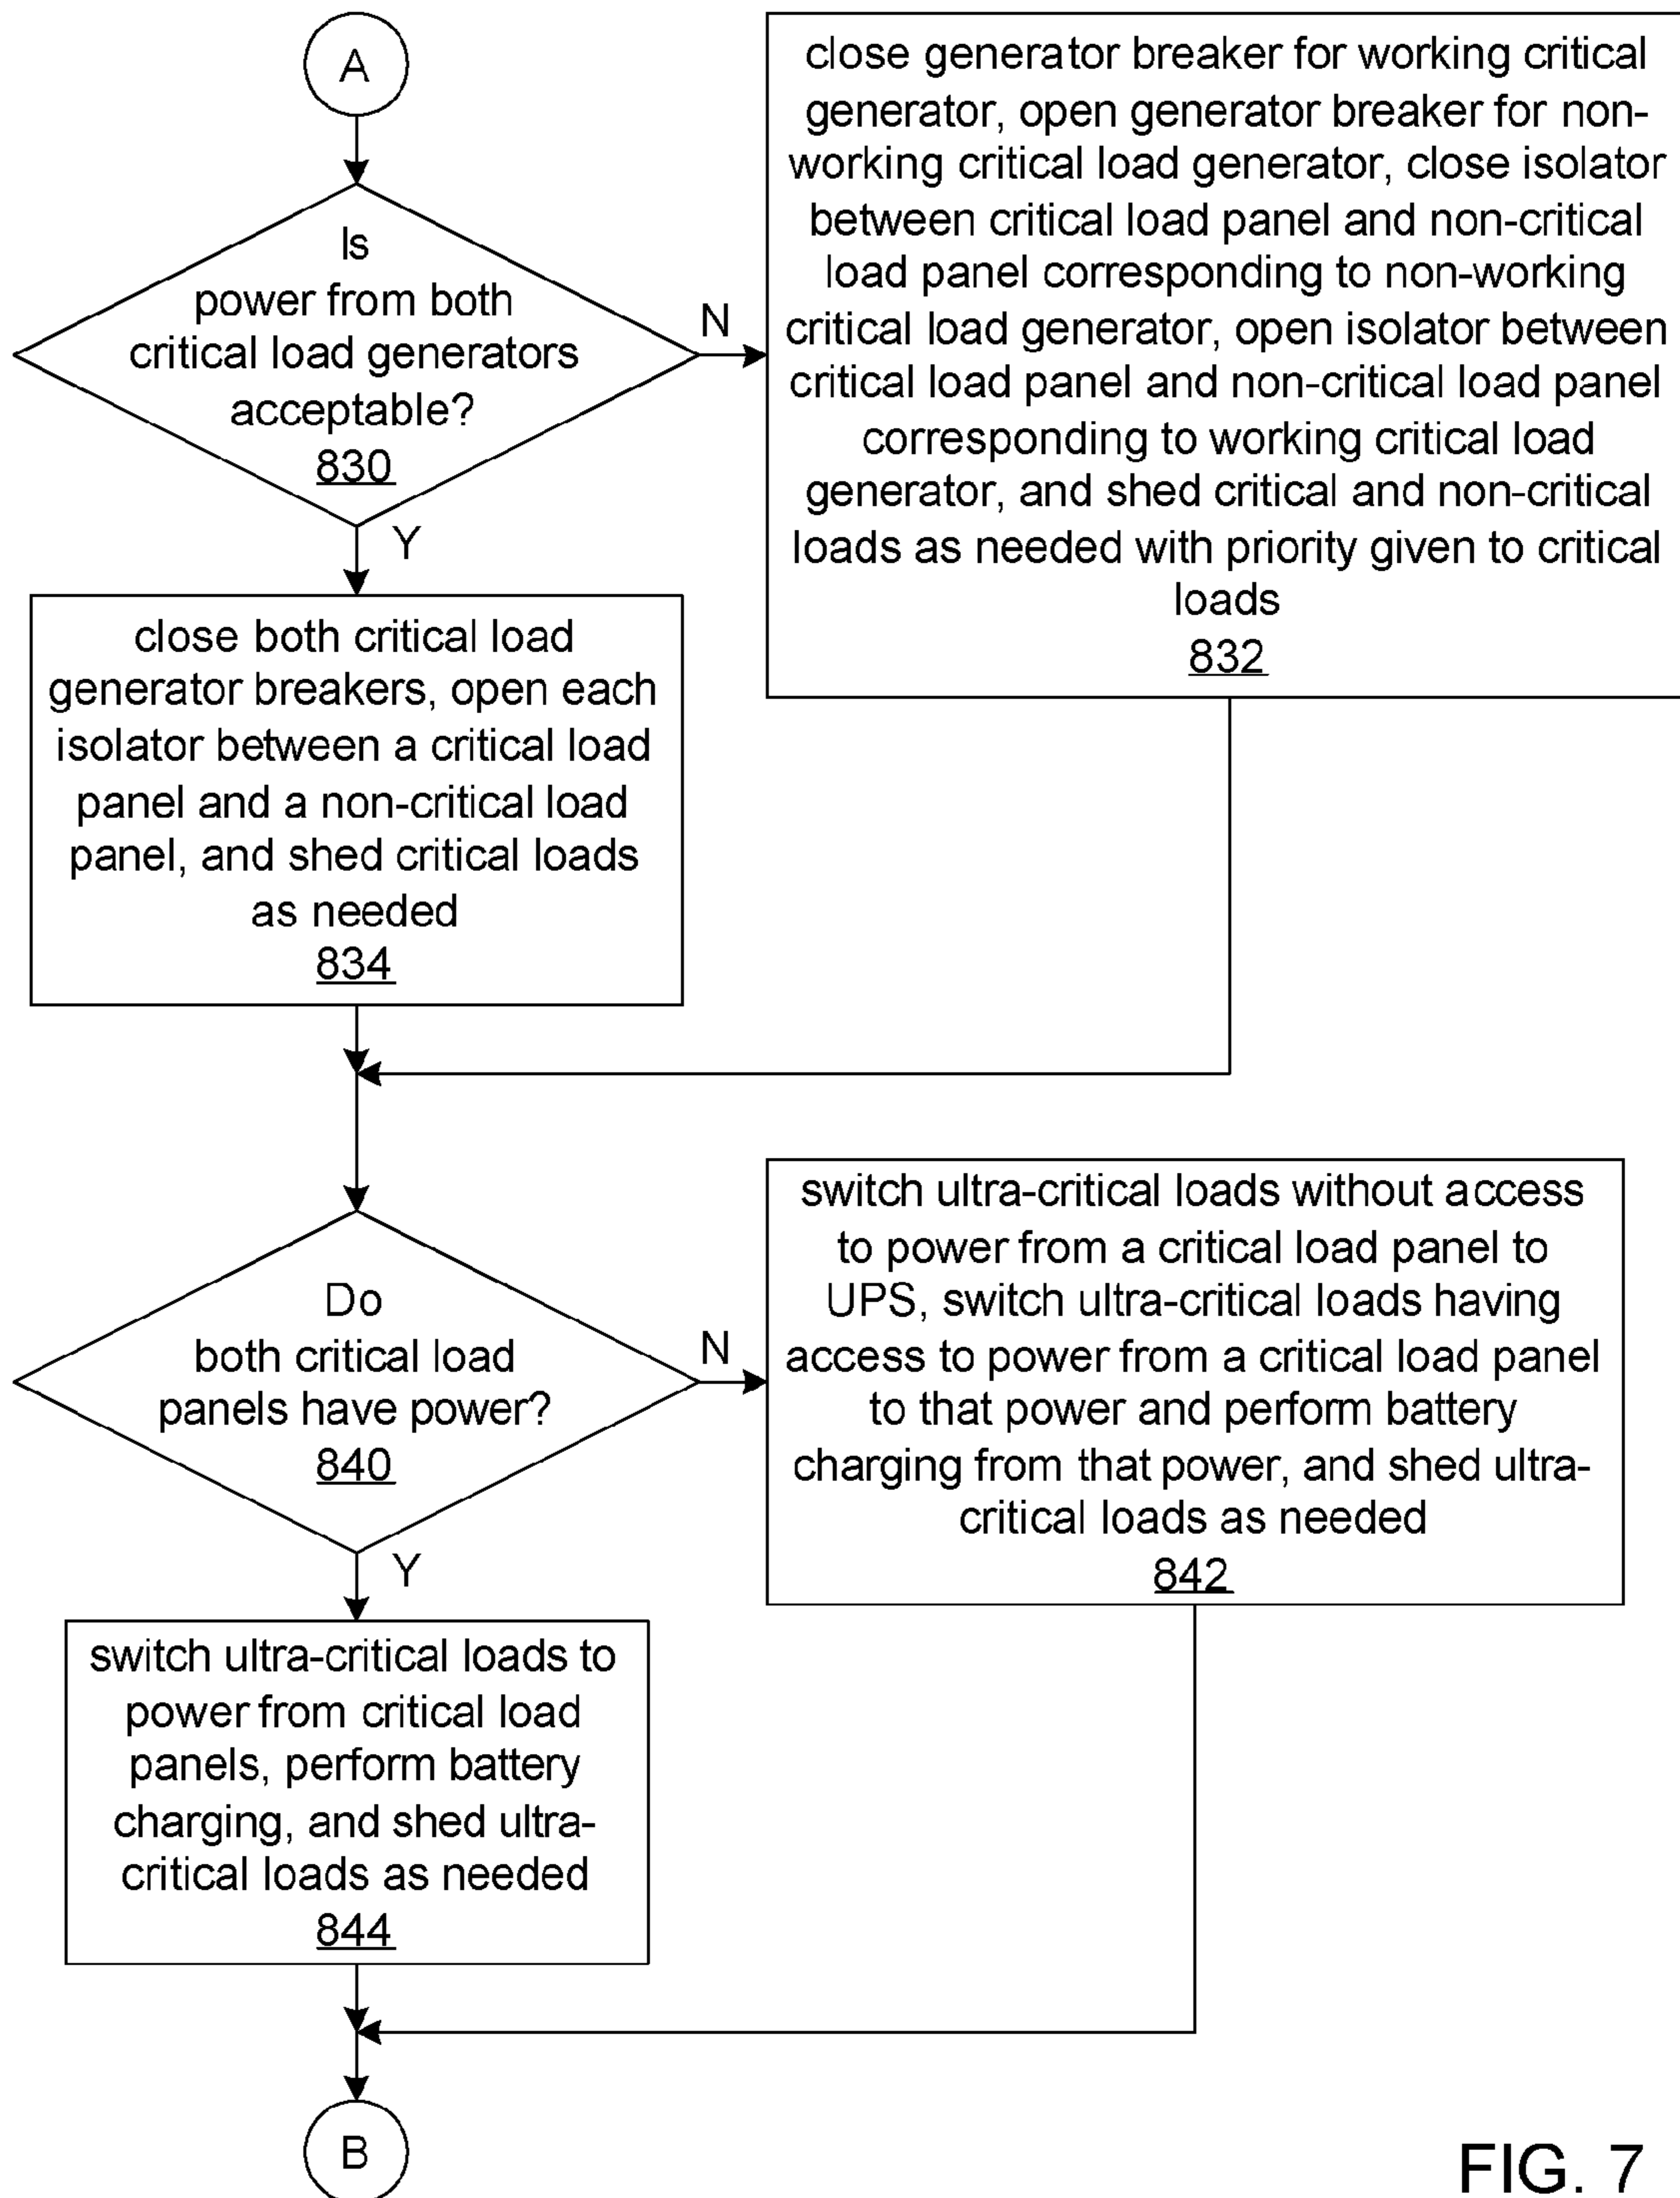 A
Is
power from both
critical load generators
acceptable?
830
N
close generator breaker for working critical
generator, open generator breaker for non-
working critical load generator, close isolator
between critical load panel and non-critical
load panel corresponding to non-working
critical load generator, open isolator between
critical load panel and non-critical load panel
corresponding to working critical load
generator, and shed critical and non-critical
loads as needed with priority given to critical
loads
832
Y
close both critical load
generator breakers, open each
isolator between a critical load
panel and a non-critical load
panel, and shed critical loads
as needed
834
Do
both critical load
panels have power?
840
N
switch ultra-critical loads without access
to power from a critical load panel to
UPS, switch ultra-critical loads having
access to power from a critical load panel
to that power and perform battery
charging from that power, and shed ultra-
critical loads as needed
842
Y
switch ultra-critical loads to
power from critical load
panels, perform battery
charging, and shed ultra-
critical loads as needed
844
B
FIG. 7